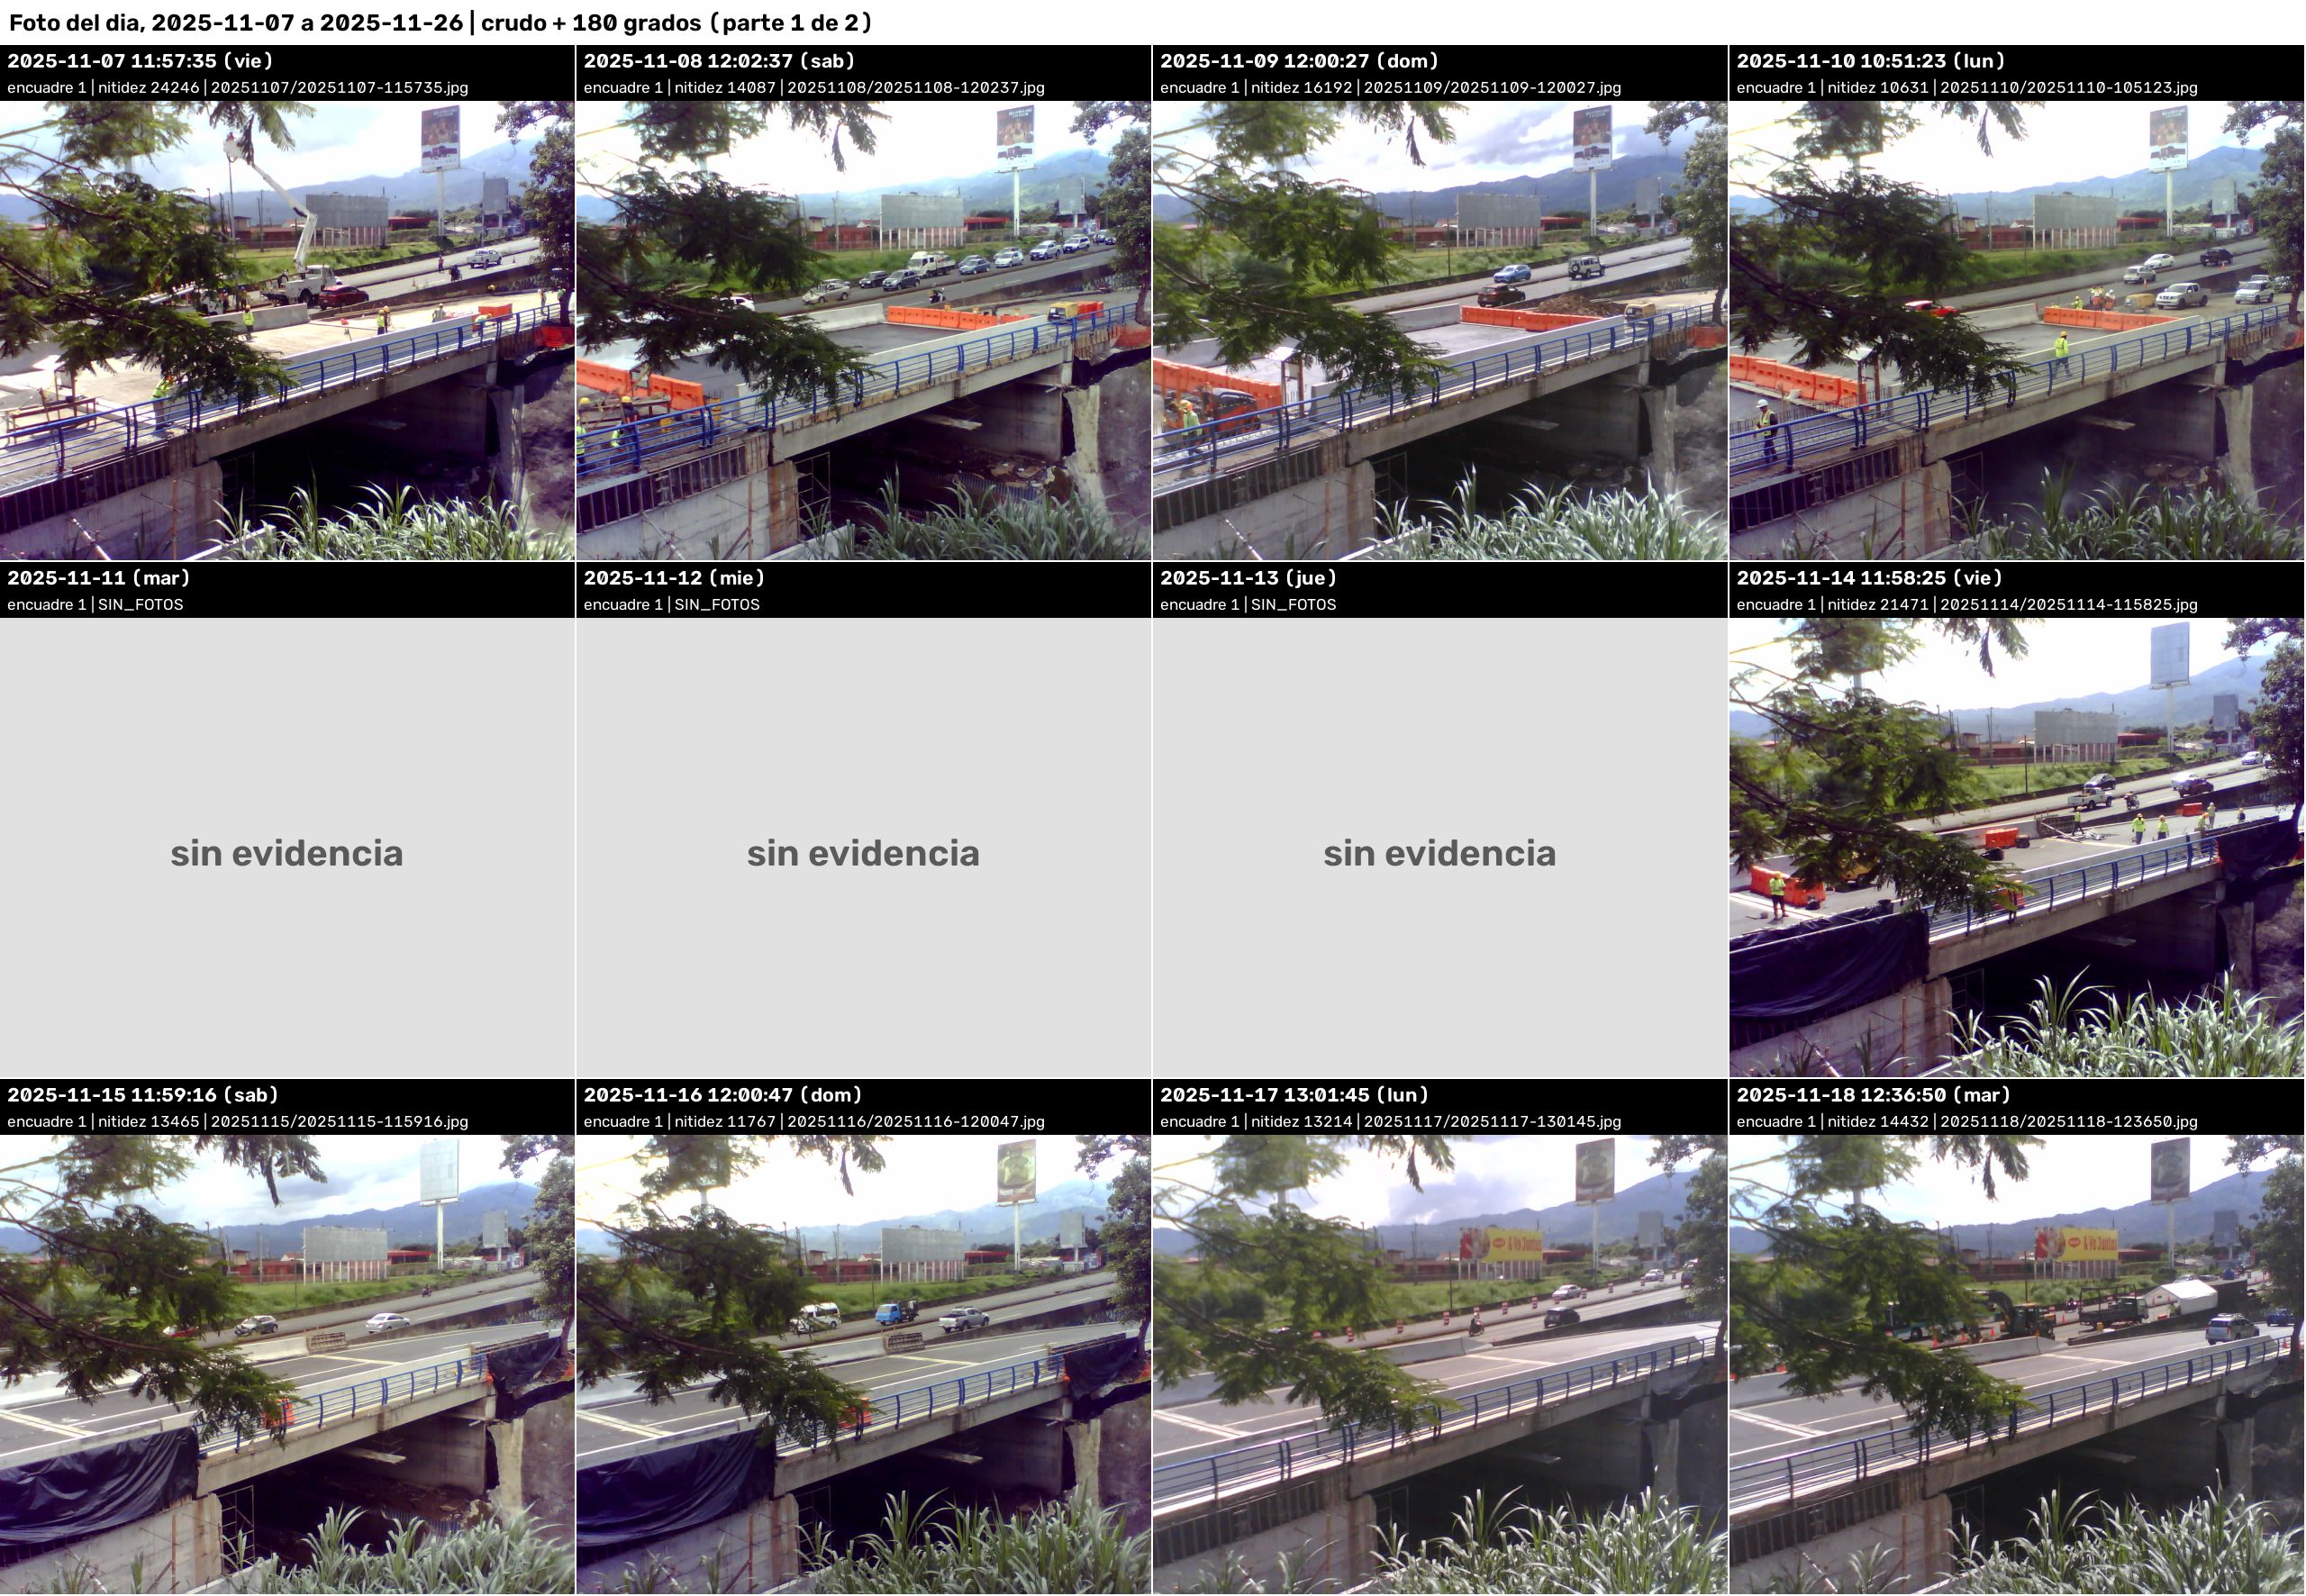 Foto del dia, 2025-11-07 a 2025-11-26 | crudo + 180 grados (parte 1 de 2)
2025-11-07 11:57:35 (vie)
encuadre 1 | nitidez 24246 | 20251107/20251107-115735.jpg
2025-11-08 12:02:37 (sab)
encuadre 1 | nitidez 14087 | 20251108/20251108-120237.jpg
2025-11-09 12:00:27 (dom)
encuadre 1 | nitidez 16192 | 20251109/20251109-120027.jpg
2025-11-10 10:51:23 (lun)
encuadre 1 | nitidez 10631 | 20251110/20251110-105123.jpg
2025-11-11 (mar)
encuadre 1 | SIN_FOTOS
sin evidencia
2025-11-12 (mie)
encuadre 1 | SIN_FOTOS
sin evidencia
2025-11-13 (jue)
encuadre 1 | SIN_FOTOS
sin evidencia
2025-11-14 11:58:25 (vie)
encuadre 1 | nitidez 21471 | 20251114/20251114-115825.jpg
2025-11-15 11:59:16 (sab)
encuadre 1 | nitidez 13465 | 20251115/20251115-115916.jpg
2025-11-16 12:00:47 (dom)
encuadre 1 | nitidez 11767 | 20251116/20251116-120047.jpg
2025-11-17 13:01:45 (lun)
encuadre 1 | nitidez 13214 | 20251117/20251117-130145.jpg
2025-11-18 12:36:50 (mar)
encuadre 1 | nitidez 14432 | 20251118/20251118-123650.jpg